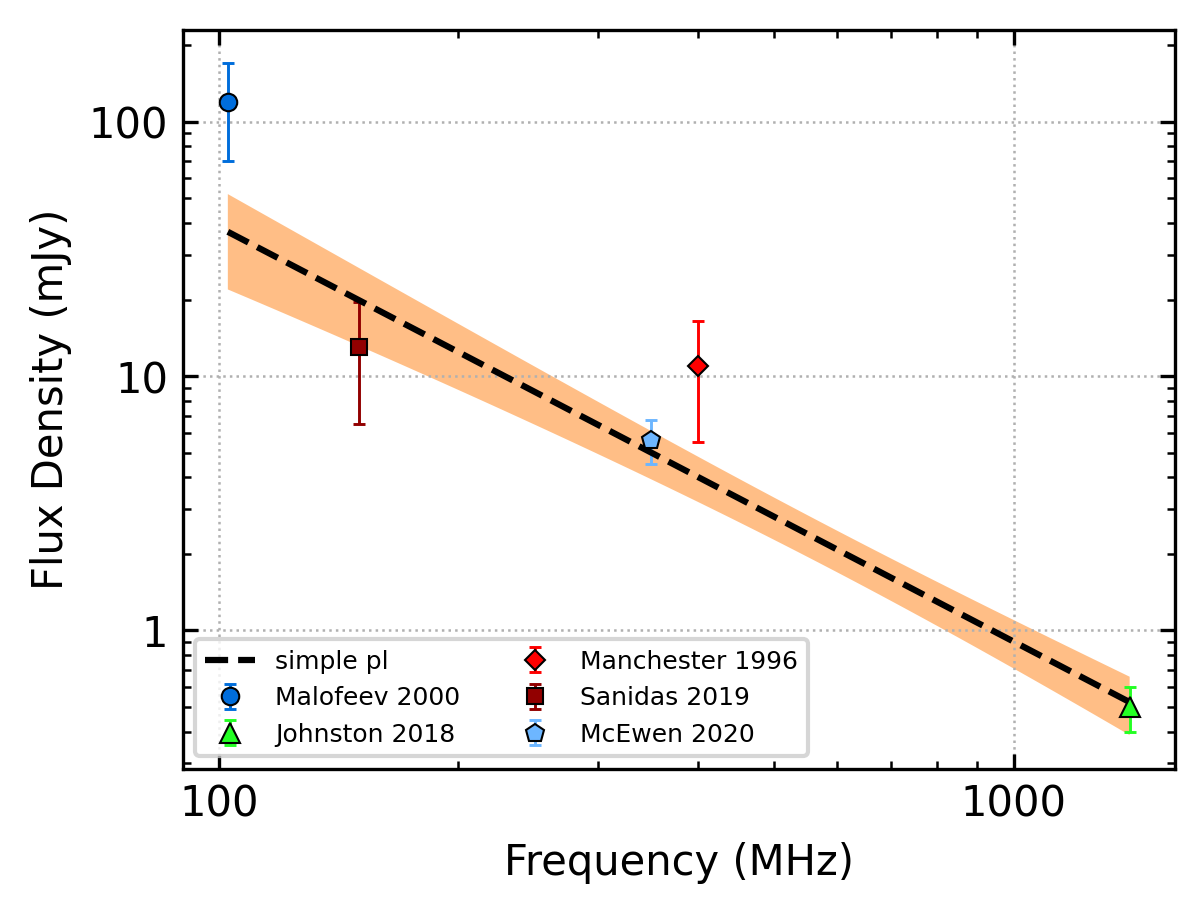 Flux Density (mJy)
100
10
1
simple pl
Malofeev 2000
Johnston 2018
Manchester 1996
Sanidas 2019
McEwen 2020
100
1000
Frequency (MHz)